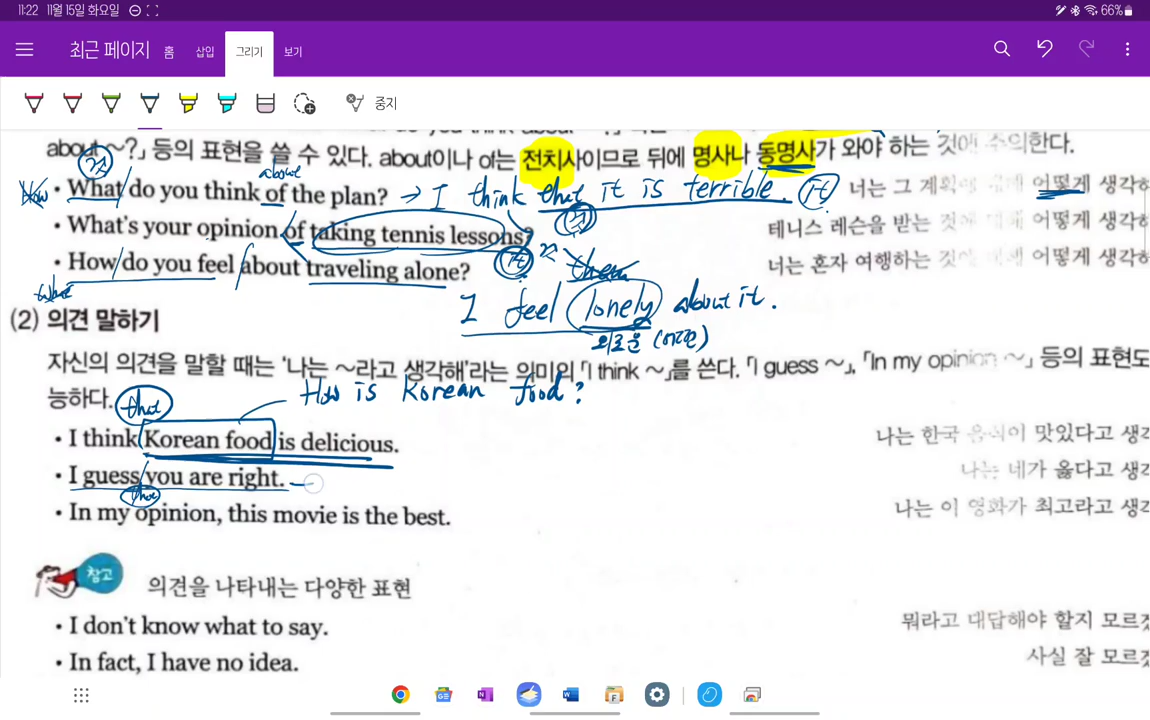 11:22 11월 15일 화요일
66%
최근 페이지 홈 삽입 그리기 보기
중지
about ~?」 등의 표현을 쓸 수 있다. about이나 of는 전치사이므로 뒤에 명사나 동명사가 와야 하는 것에 주의한다.
것
about
How • What do you think of the plan? → I think that it is terrible. 너는 그 계획에 대해 어떻게 생각하
• What's your opinion of taking tennis lessons? 테니스 레슨을 받는 것에 대해 어떻게 생각하
• How do you feel about traveling alone? it them 너는 혼자 여행하는 것에 대해 어떻게 생각하
what
I feel lonely about it.
외로운 (어떤)
(2) 의견 말하기
자신의 의견을 말할 때는 '나는 ~라고 생각해'라는 의미의 「I think ~」를 쓴다. 「I guess ~」, 「In my opinion ~」 등의 표현도
능하다. that How is Korean food?
• I think Korean food is delicious. 나는 한국 음식이 맛있다고 생각
• I guess you are right. 나는 네가 옳다고 생각
that
• In my opinion, this movie is the best. 나는 이 영화가 최고라고 생각
참고 의견을 나타내는 다양한 표현
• I don't know what to say. 뭐라고 대답해야 할지 모르겠
• In fact, I have no idea. 사실 잘 모르겠